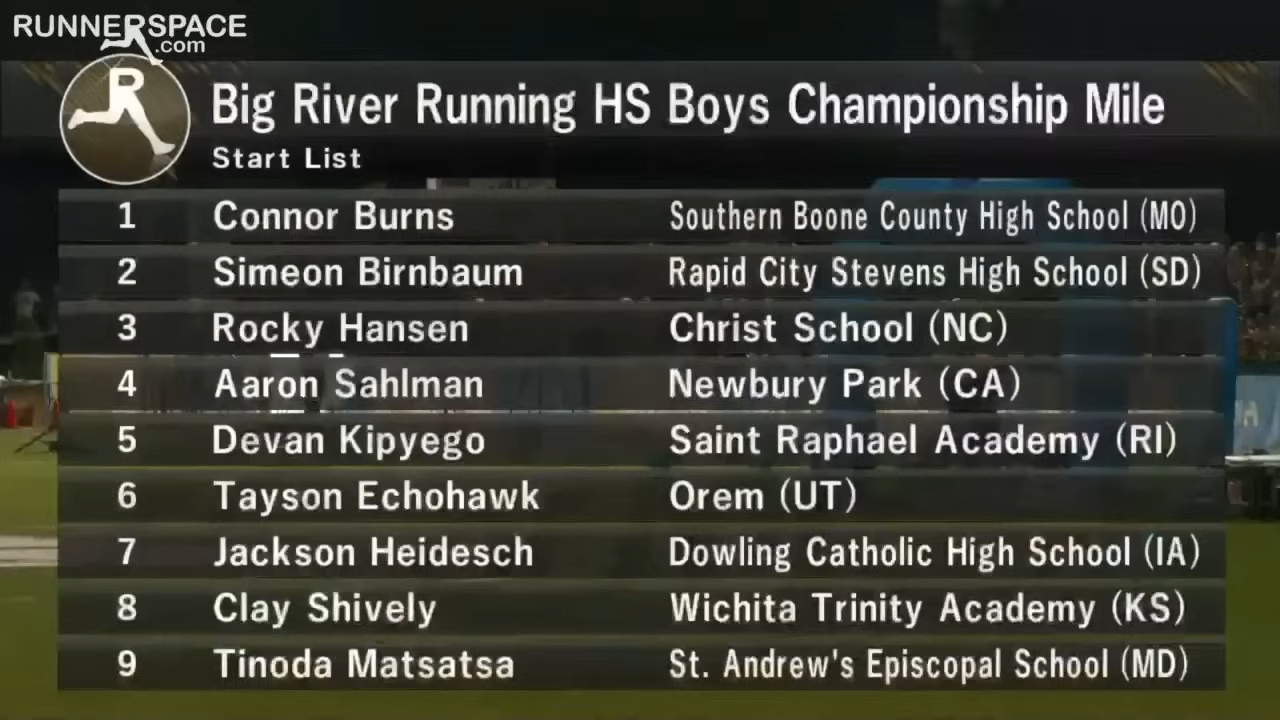 RUNNERSPACE
.com
R
Big River Running HS Boys Championship Mile
Start List
1 Connor Burns Southern Boone County High School (MO)
2 Simeon Birnbaum Rapid City Stevens High School (SD)
3 Rocky Hansen Christ School (NC)
4 Aaron Sahlman Newbury Park (CA)
5 Devan Kipyego Saint Raphael Academy (RI)
6 Tayson Echohawk Orem (UT)
7 Jackson Heidesch Dowling Catholic High School (IA)
8 Clay Shively Wichita Trinity Academy (KS)
9 Tinoda Matsatsa St. Andrew's Episcopal School (MD)